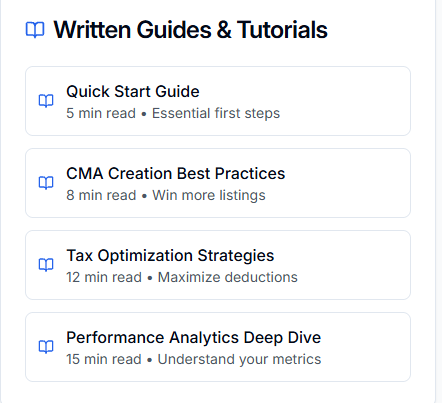 Written Guides & Tutorials
Quick Start Guide
5 min read • Essential first steps
CMA Creation Best Practices
8 min read • Win more listings
Tax Optimization Strategies
12 min read • Maximize deductions
Performance Analytics Deep Dive
15 min read • Understand your metrics